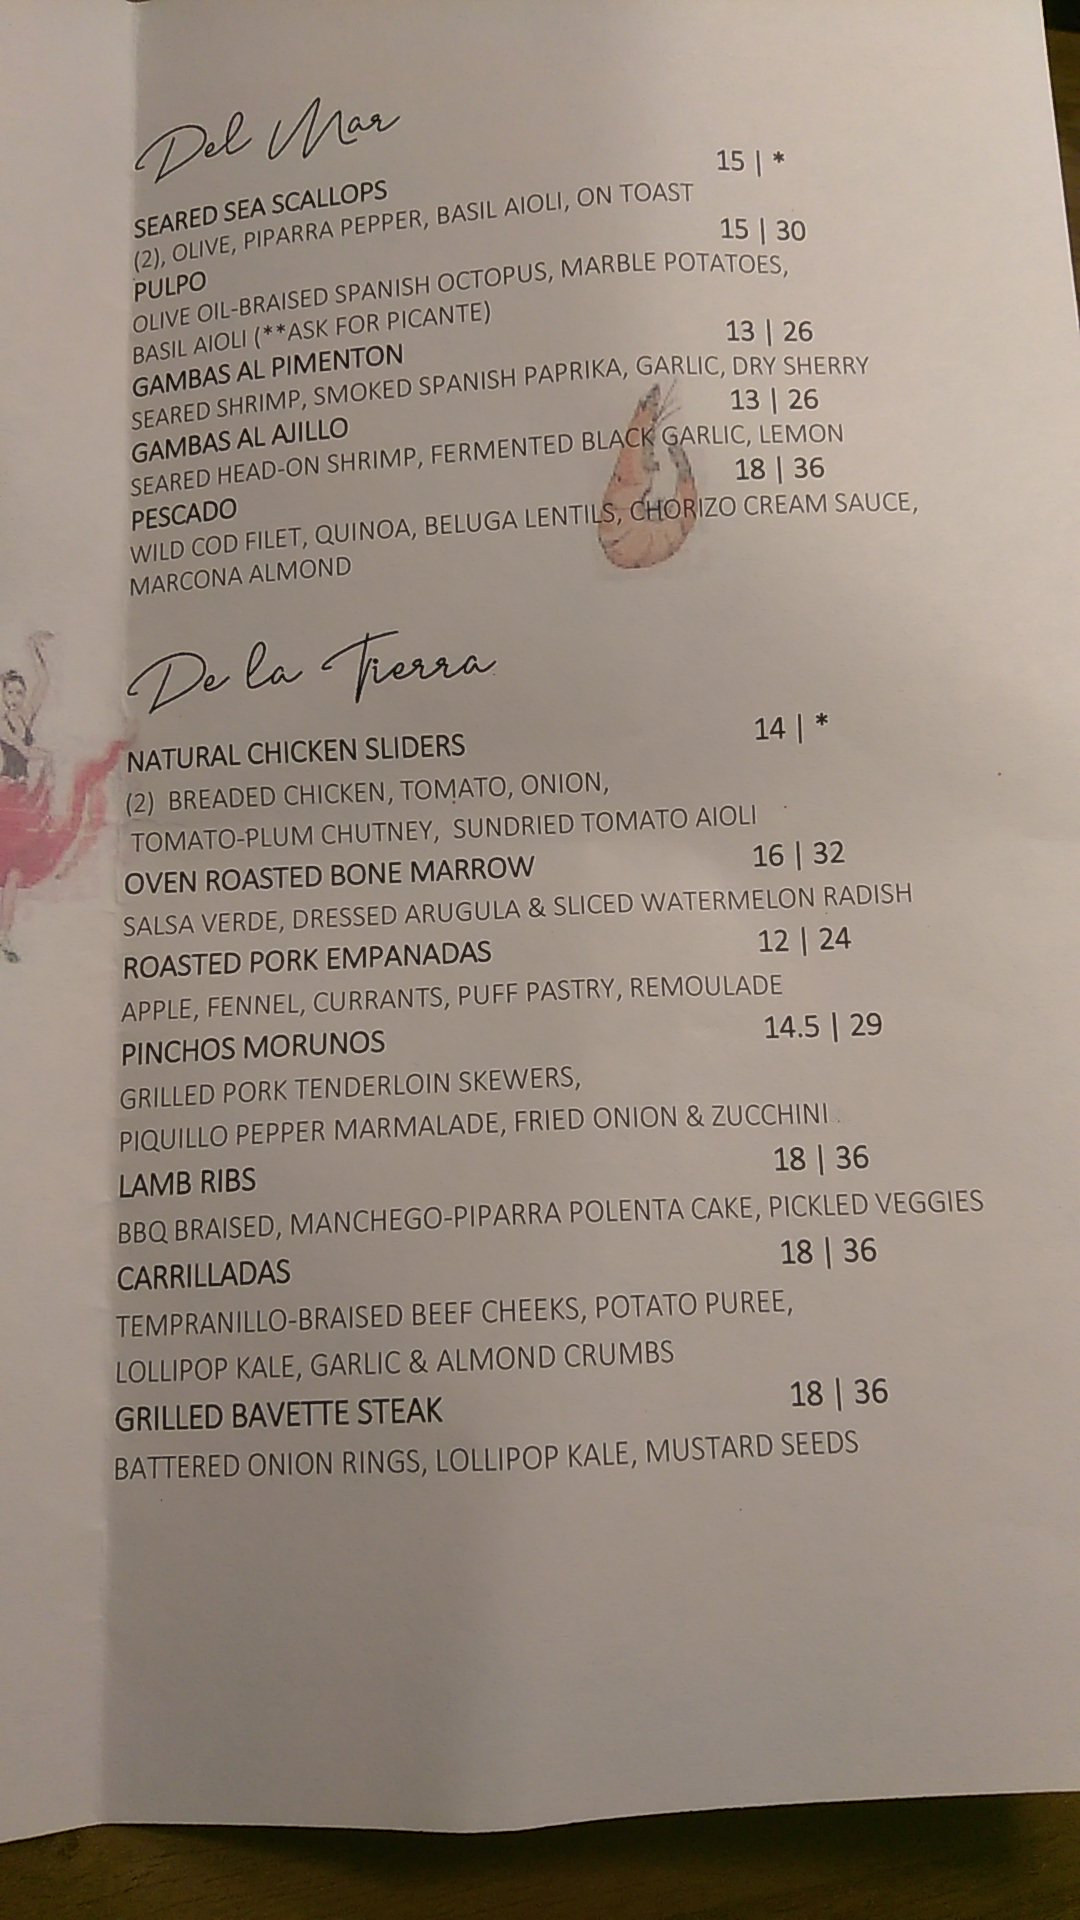 Del Mar
SEARED SEA SCALLOPS 15 | *
(2), OLIVE, PIPARRA PEPPER, BASIL AIOLI, ON TOAST
PULPO 15 | 30
OLIVE OIL-BRAISED SPANISH OCTOPUS, MARBLE POTATOES,
BASIL AIOLI (**ASK FOR PICANTE)
GAMBAS AL PIMENTON 13 | 26
SEARED SHRIMP, SMOKED SPANISH PAPRIKA, GARLIC, DRY SHERRY
GAMBAS AL AJILLO 13 | 26
SEARED HEAD-ON SHRIMP, FERMENTED BLACK GARLIC, LEMON
PESCADO 18 | 36
WILD COD FILET, QUINOA, BELUGA LENTILS, CHORIZO CREAM SAUCE,
MARCONA ALMOND
De la Tierra
NATURAL CHICKEN SLIDERS 14 | *
(2) BREADED CHICKEN, TOMATO, ONION,
TOMATO-PLUM CHUTNEY, SUNDRIED TOMATO AIOLI
OVEN ROASTED BONE MARROW 16 | 32
SALSA VERDE, DRESSED ARUGULA & SLICED WATERMELON RADISH
ROASTED PORK EMPANADAS 12 | 24
APPLE, FENNEL, CURRANTS, PUFF PASTRY, REMOULADE
PINCHOS MORUNOS 14.5 | 29
GRILLED PORK TENDERLOIN SKEWERS,
PIQUILLO PEPPER MARMALADE, FRIED ONION & ZUCCHINI
LAMB RIBS 18 | 36
BBQ BRAISED, MANCHEGO-PIPARRA POLENTA CAKE, PICKLED VEGGIES
CARRILLADAS 18 | 36
TEMPRANILLO-BRAISED BEEF CHEEKS, POTATO PUREE,
LOLLIPOP KALE, GARLIC & ALMOND CRUMBS
GRILLED BAVETTE STEAK 18 | 36
BATTERED ONION RINGS, LOLLIPOP KALE, MUSTARD SEEDS